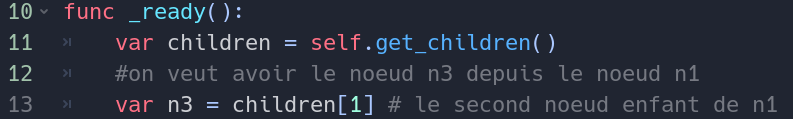 10 func _ready():
11 var children = self.get_children()
12 #on veut avoir le noeud n3 depuis le noeud n1
13 var n3 = children[1] # le second noeud enfant de n1